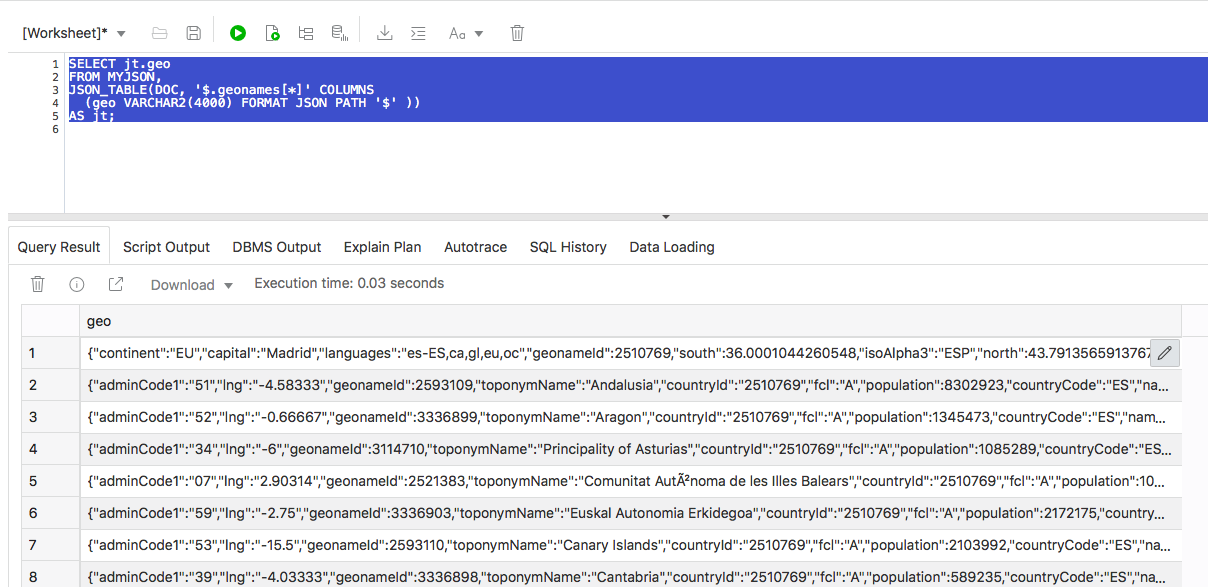 [Worksheet]*
Aa
1 SELECT jt.geo
2 FROM MYJSON,
3 JSON_TABLE(DOC, '$.geonames[*]' COLUMNS
4   (geo VARCHAR2(4000) FORMAT JSON PATH '$' ))
5 AS jt;
6
Query Result Script Output DBMS Output Explain Plan Autotrace SQL History Data Loading
Download Execution time: 0.03 seconds
geo
1 {"continent":"EU","capital":"Madrid","languages":"es-ES,ca,gl,eu,oc","geonameId":2510769,"south":36.0001044260548,"isoAlpha3":"ESP","north":43.7913565913767
2 {"adminCode1":"51","lng":"-4.58333","geonameId":2593109,"toponymName":"Andalusia","countryId":"2510769","fcl":"A","population":8302923,"countryCode":"ES","na...
3 {"adminCode1":"52","lng":"-0.66667","geonameId":3336899,"toponymName":"Aragon","countryId":"2510769","fcl":"A","population":1345473,"countryCode":"ES","nam...
4 {"adminCode1":"34","lng":"-6","geonameId":3114710,"toponymName":"Principality of Asturias","countryId":"2510769","fcl":"A","population":1085289,"countryCode":"ES...
5 {"adminCode1":"07","lng":"2.90314","geonameId":2521383,"toponymName":"Comunitat AutÃ²noma de les Illes Balears","countryId":"2510769","fcl":"A","population":10...
6 {"adminCode1":"59","lng":"-2.75","geonameId":3336903,"toponymName":"Euskal Autonomia Erkidegoa","countryId":"2510769","fcl":"A","population":2172175,"country...
7 {"adminCode1":"53","lng":"-15.5","geonameId":2593110,"toponymName":"Canary Islands","countryId":"2510769","fcl":"A","population":2103992,"countryCode":"ES","na...
8 {"adminCode1":"39","lng":"-4.03333","geonameId":3336898,"toponymName":"Cantabria","countryId":"2510769","fcl":"A","population":589235,"countryCode":"ES","na...